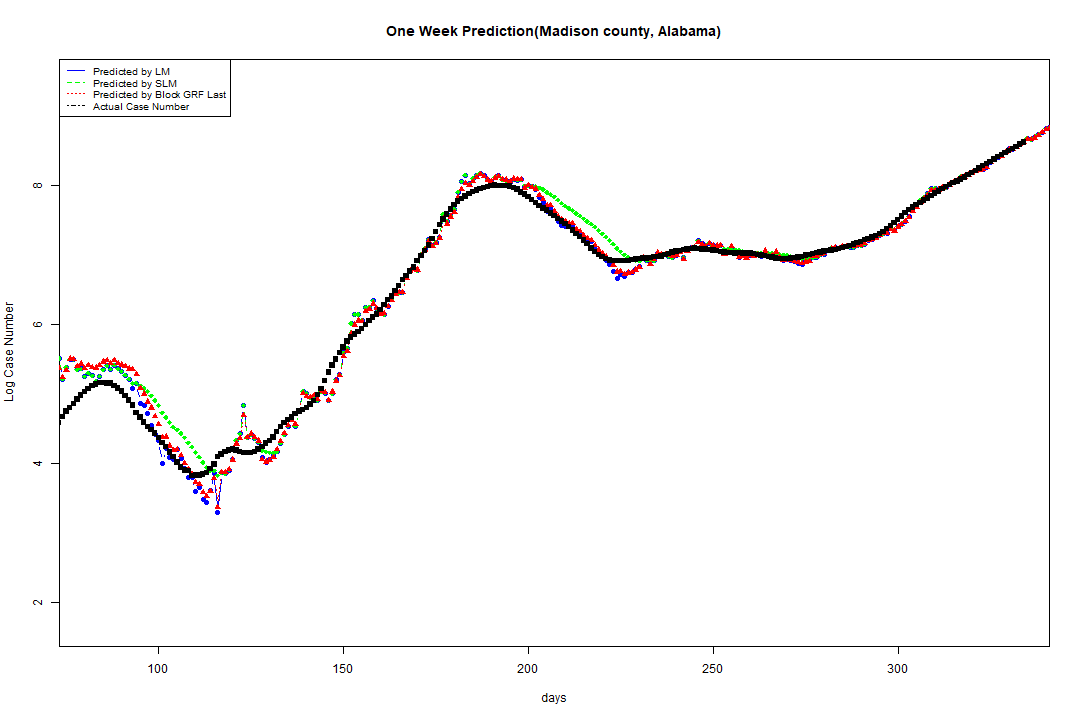 One Week Prediction(Madison county, Alabama)
Predicted by LM
Predicted by SLM
Predicted by Block GRF Last
Actual Case Number
8
6
4
2
Log Case Number
100 150 200 250 300
days